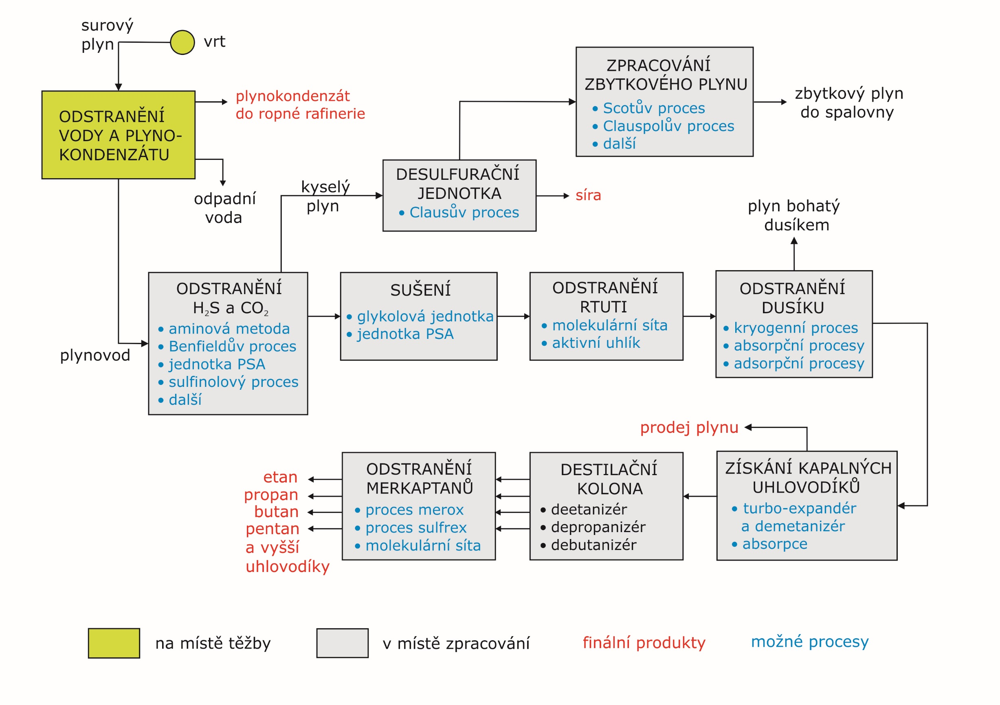 surový
plyn
vrt
ODSTRANĚNÍ
VODY A PLYNO-
KONDENZÁTU
plynokondenzát
do ropné rafinerie
odpadní
voda
ZPRACOVÁNÍ
ZBYTKOVÉHO PLYNU
• Scotův proces
• Clauspolův proces
• další
zbytkový plyn
do spalovny
kyselý
plyn
DESULFURAČNÍ
JEDNOTKA
• Clausův proces
síra
plyn bohatý
dusíkem
plynovod
ODSTRANĚNÍ
H₂S a CO₂
• aminová metoda
• Benfieldův proces
• jednotka PSA
• sulfinolový proces
• další
SUŠENÍ
• glykolová jednotka
• jednotka PSA
ODSTRANĚNÍ
RTUTI
• molekulární síta
• aktivní uhlík
ODSTRANĚNÍ
DUSÍKU
• kryogenní proces
• absorpční procesy
• adsorpční procesy
prodej plynu
ZÍSKÁNÍ KAPALNÝCH
UHLOVODÍKŮ
• turbo-expandér
a demetanizér
• absorpce
DESTILAČNÍ
KOLONA
• deetanizér
• depropanizér
• debutanizér
ODSTRANĚNÍ
MERKAPTANŮ
• proces merox
• proces sulfrex
• molekulární síta
etan
propan
butan
pentan
a vyšší
uhlovodíky
na místě těžby
v místě zpracování
finální produkty
možné procesy